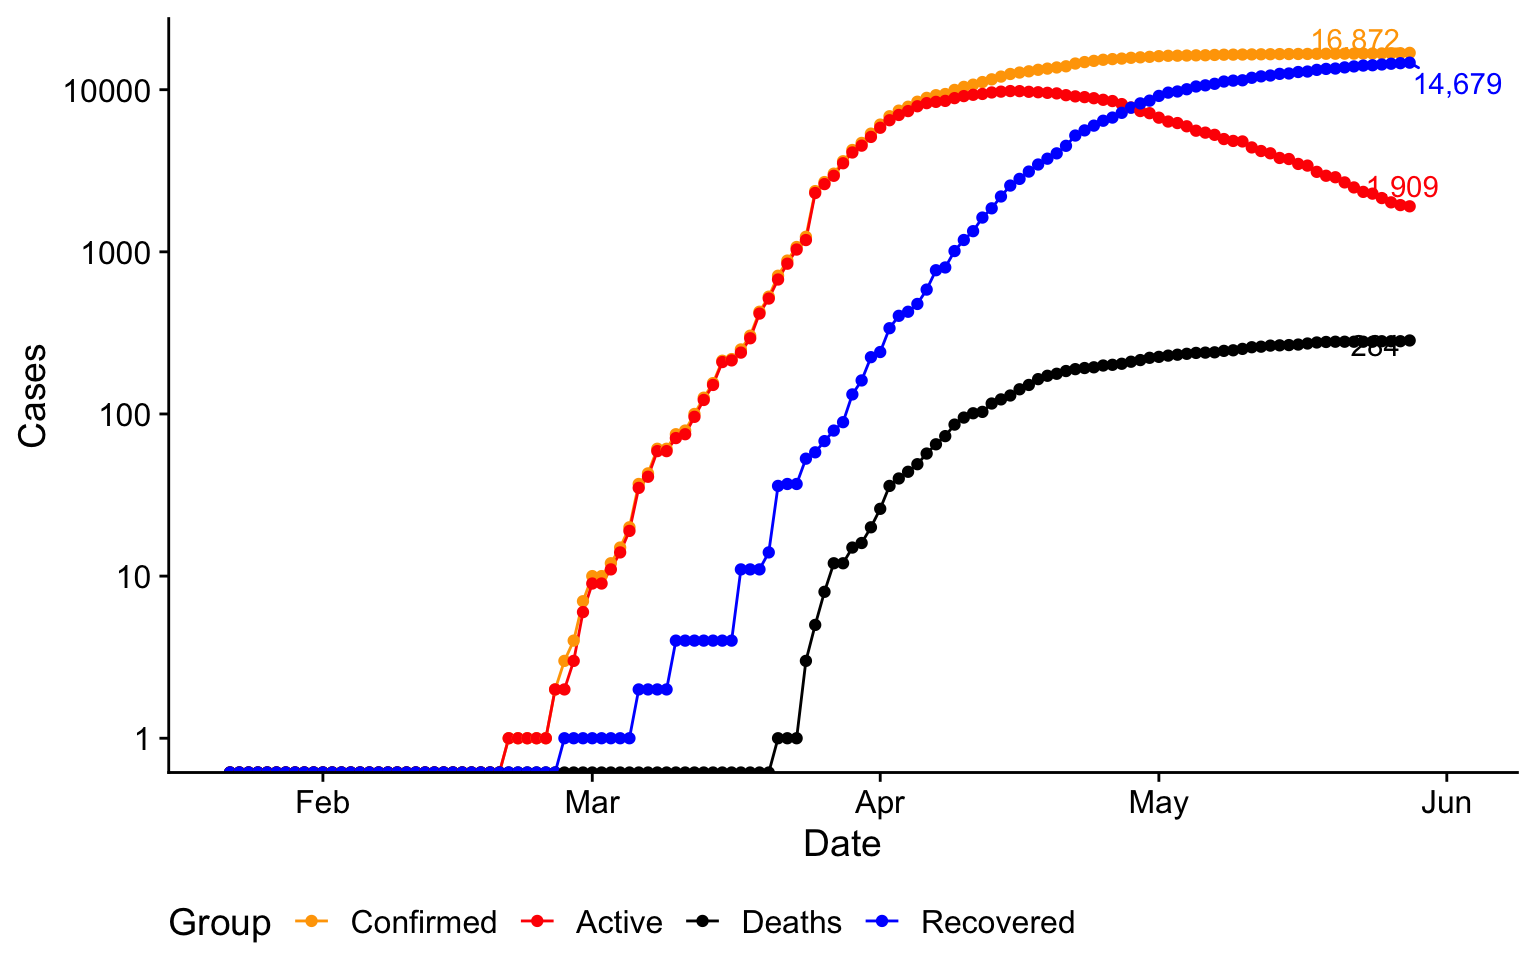 16,872
10000
14,679
1,909
1000
284
Cases
100
10
1
Feb Mar Apr May Jun
Date
Group Confirmed Active Deaths Recovered